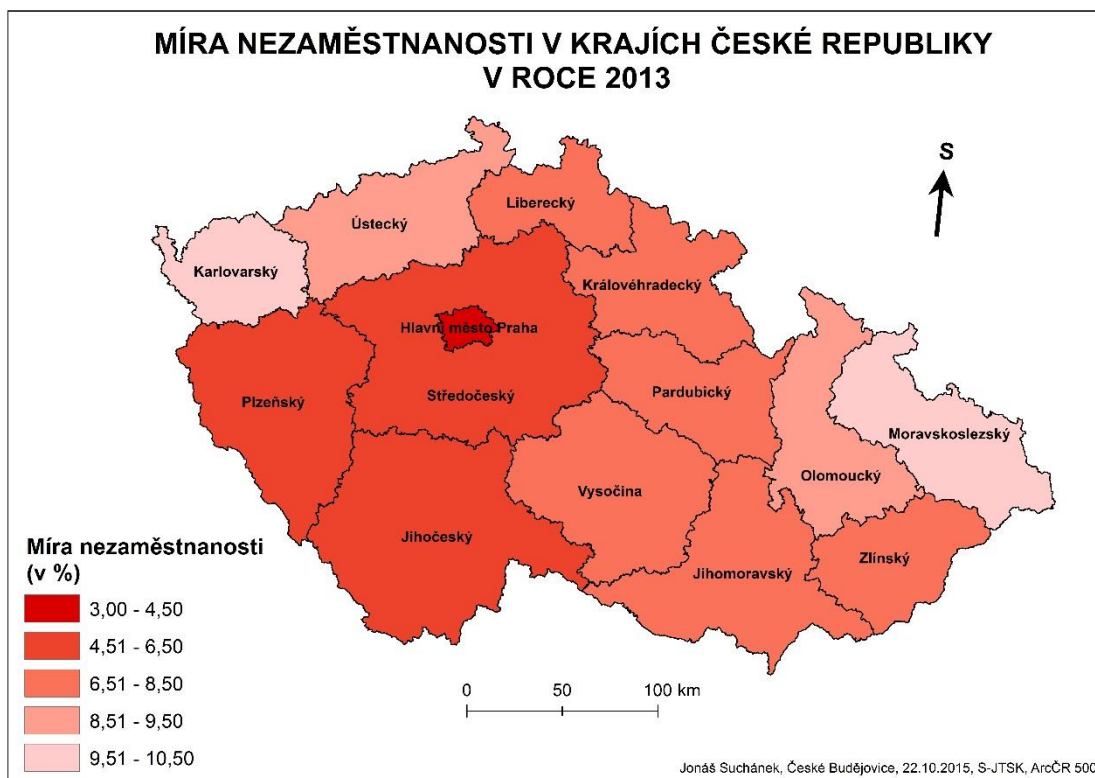 MÍRA NEZAMĚSTNANOSTI V KRAJÍCH ČESKÉ REPUBLIKY
V ROCE 2013
S
Liberecký
Ústecký
Karlovarský
Královéhradecký
Hlavní město Praha
Plzeňský
Středočeský
Pardubický
Moravskoslezský
Olomoucký
Vysočina
Jihočeský
Zlínský
Jihomoravský
Míra nezaměstnanosti
(v %)
3,00 - 4,50
4,51 - 6,50
6,51 - 8,50
8,51 - 9,50
9,51 - 10,50
0 50 100 km
Jonáš Suchánek, České Budějovice, 22.10.2015, S-JTSK, ArcČR 500